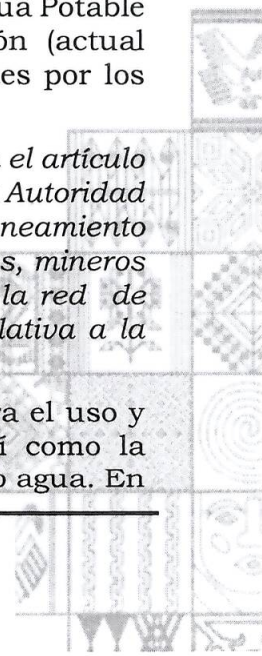 ua Potable
ón (actual
es por los
el artículo
Autoridad
neamiento
s, mineros
la red de
lativa a la
a el uso y
í como la
o agua. En